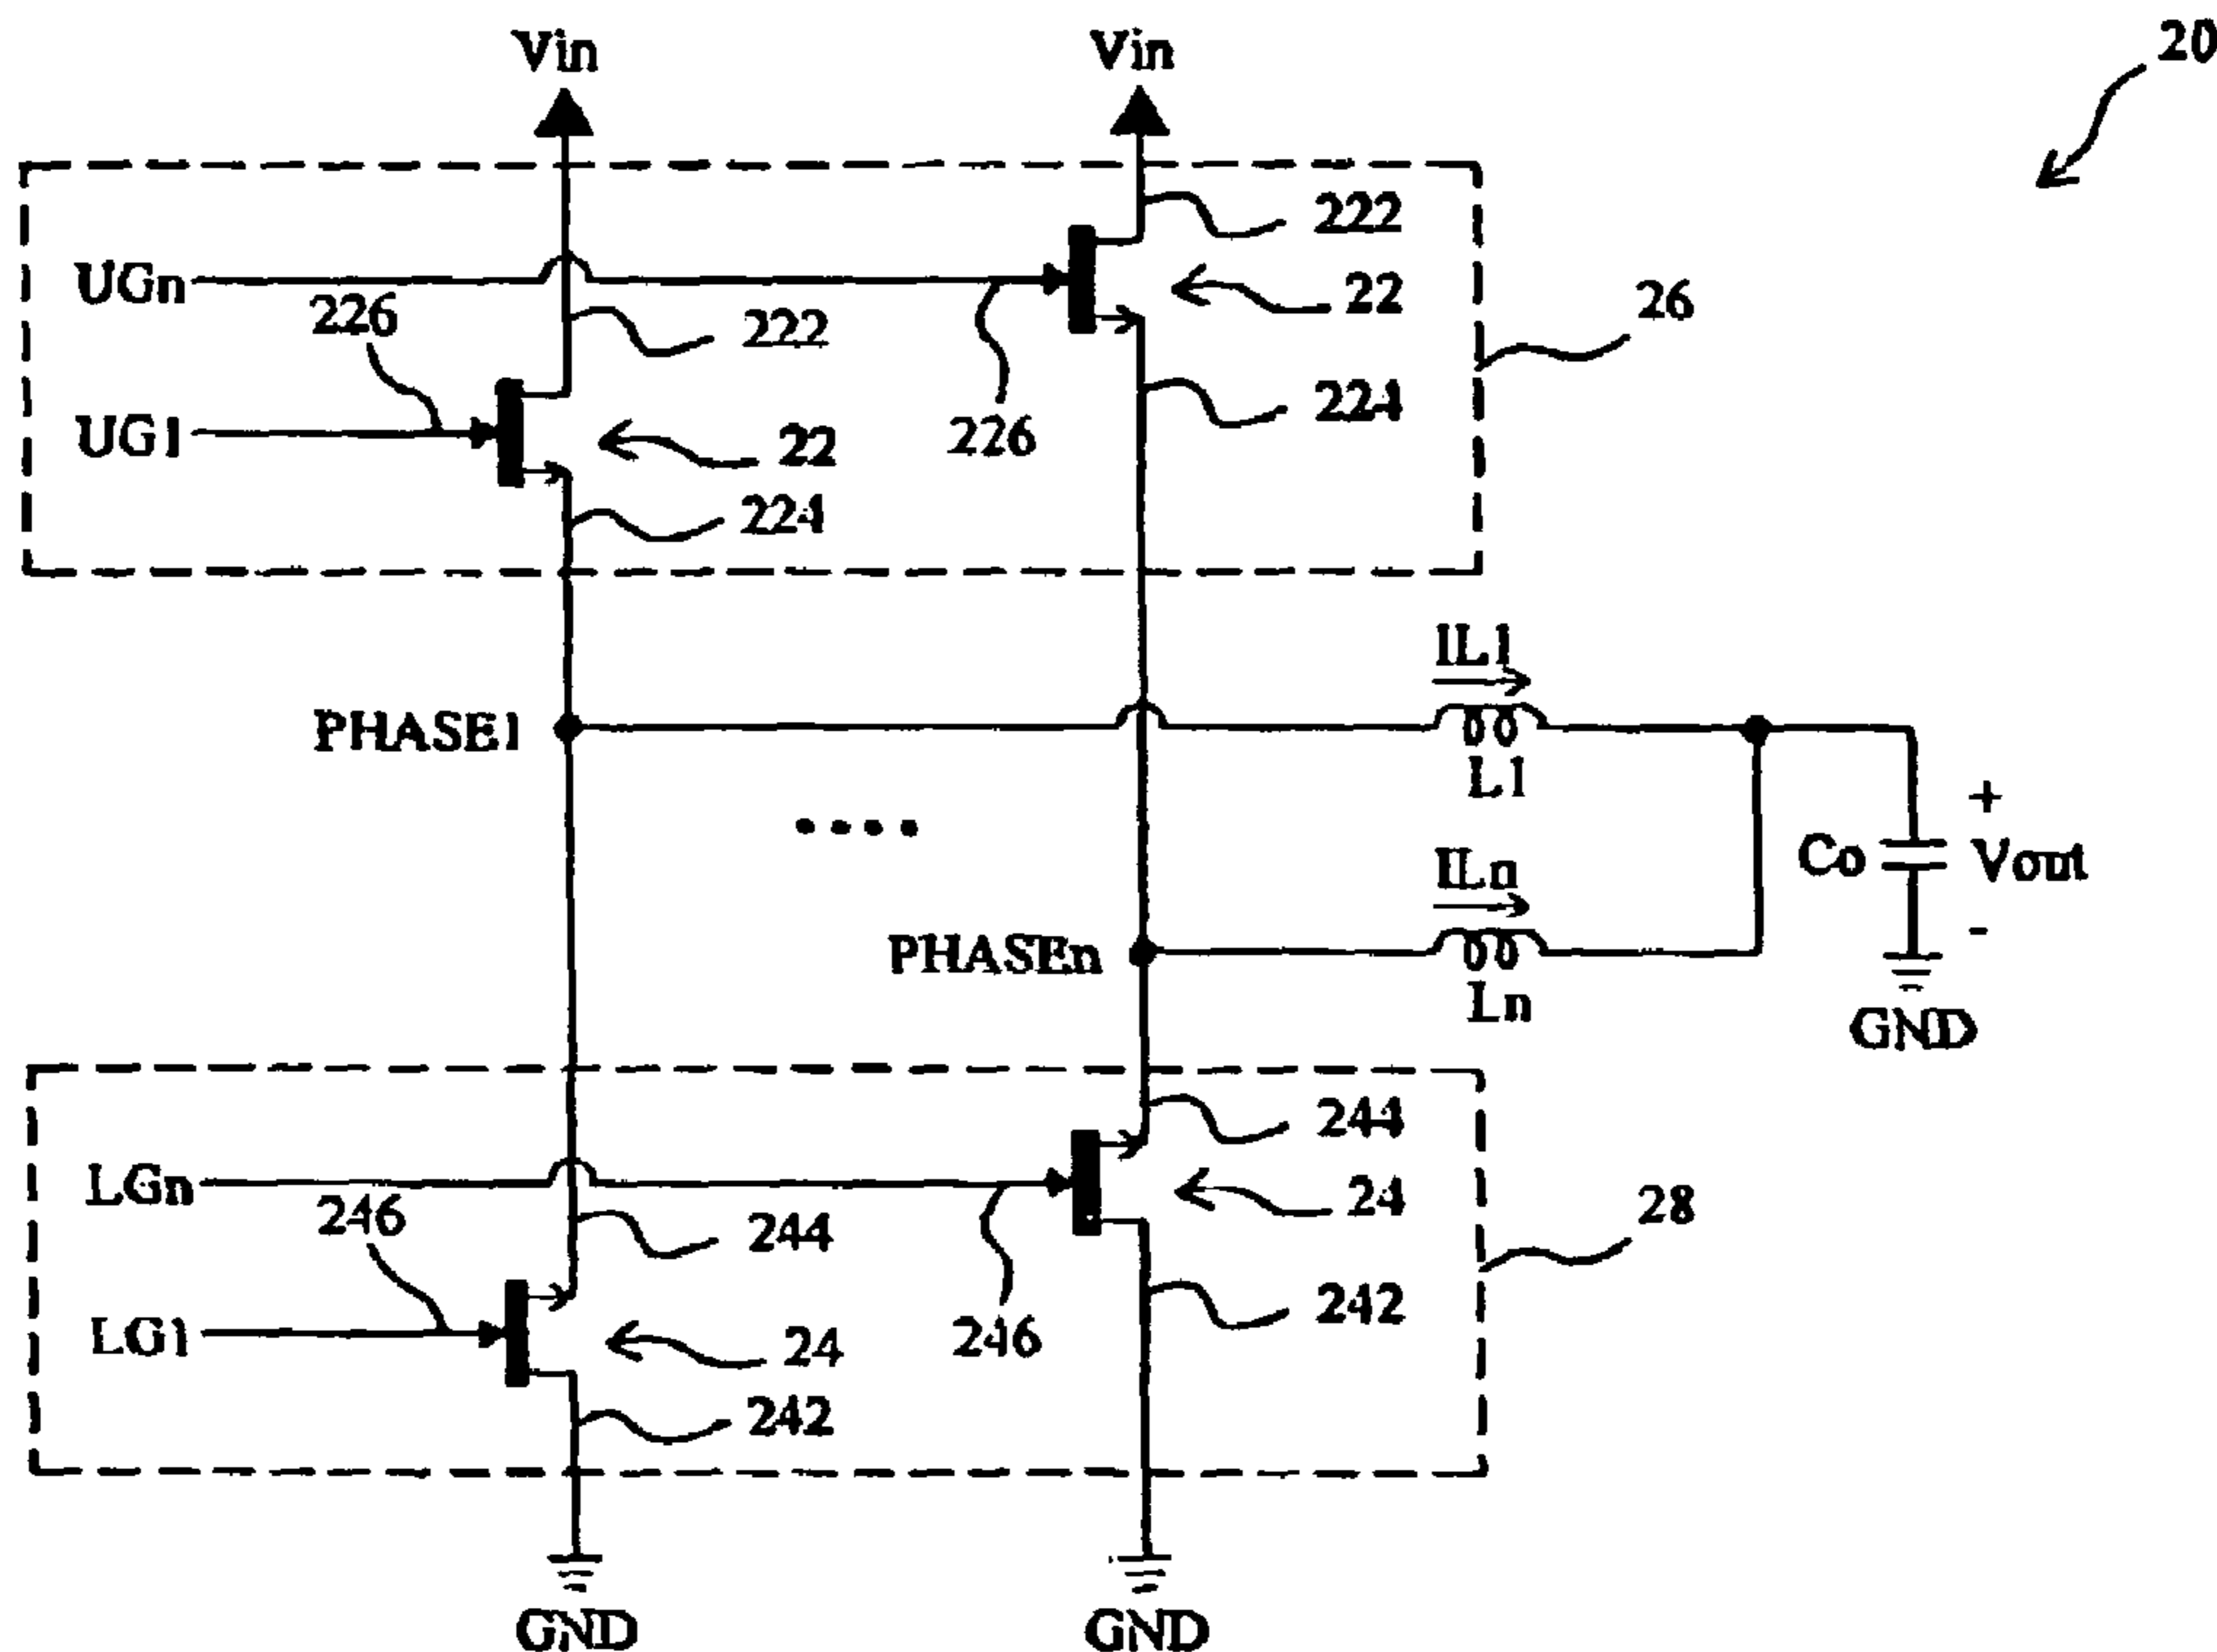 Vin
Vin
20
222
UGn
22
26
226
222
UG1
22
226
224
224
IL1
PHASE1
L1
+
Co
Vout
ILn
-
PHASEn
Ln
GND
244
LGn
24
28
246
244
242
LG1
24
246
242
GND
GND